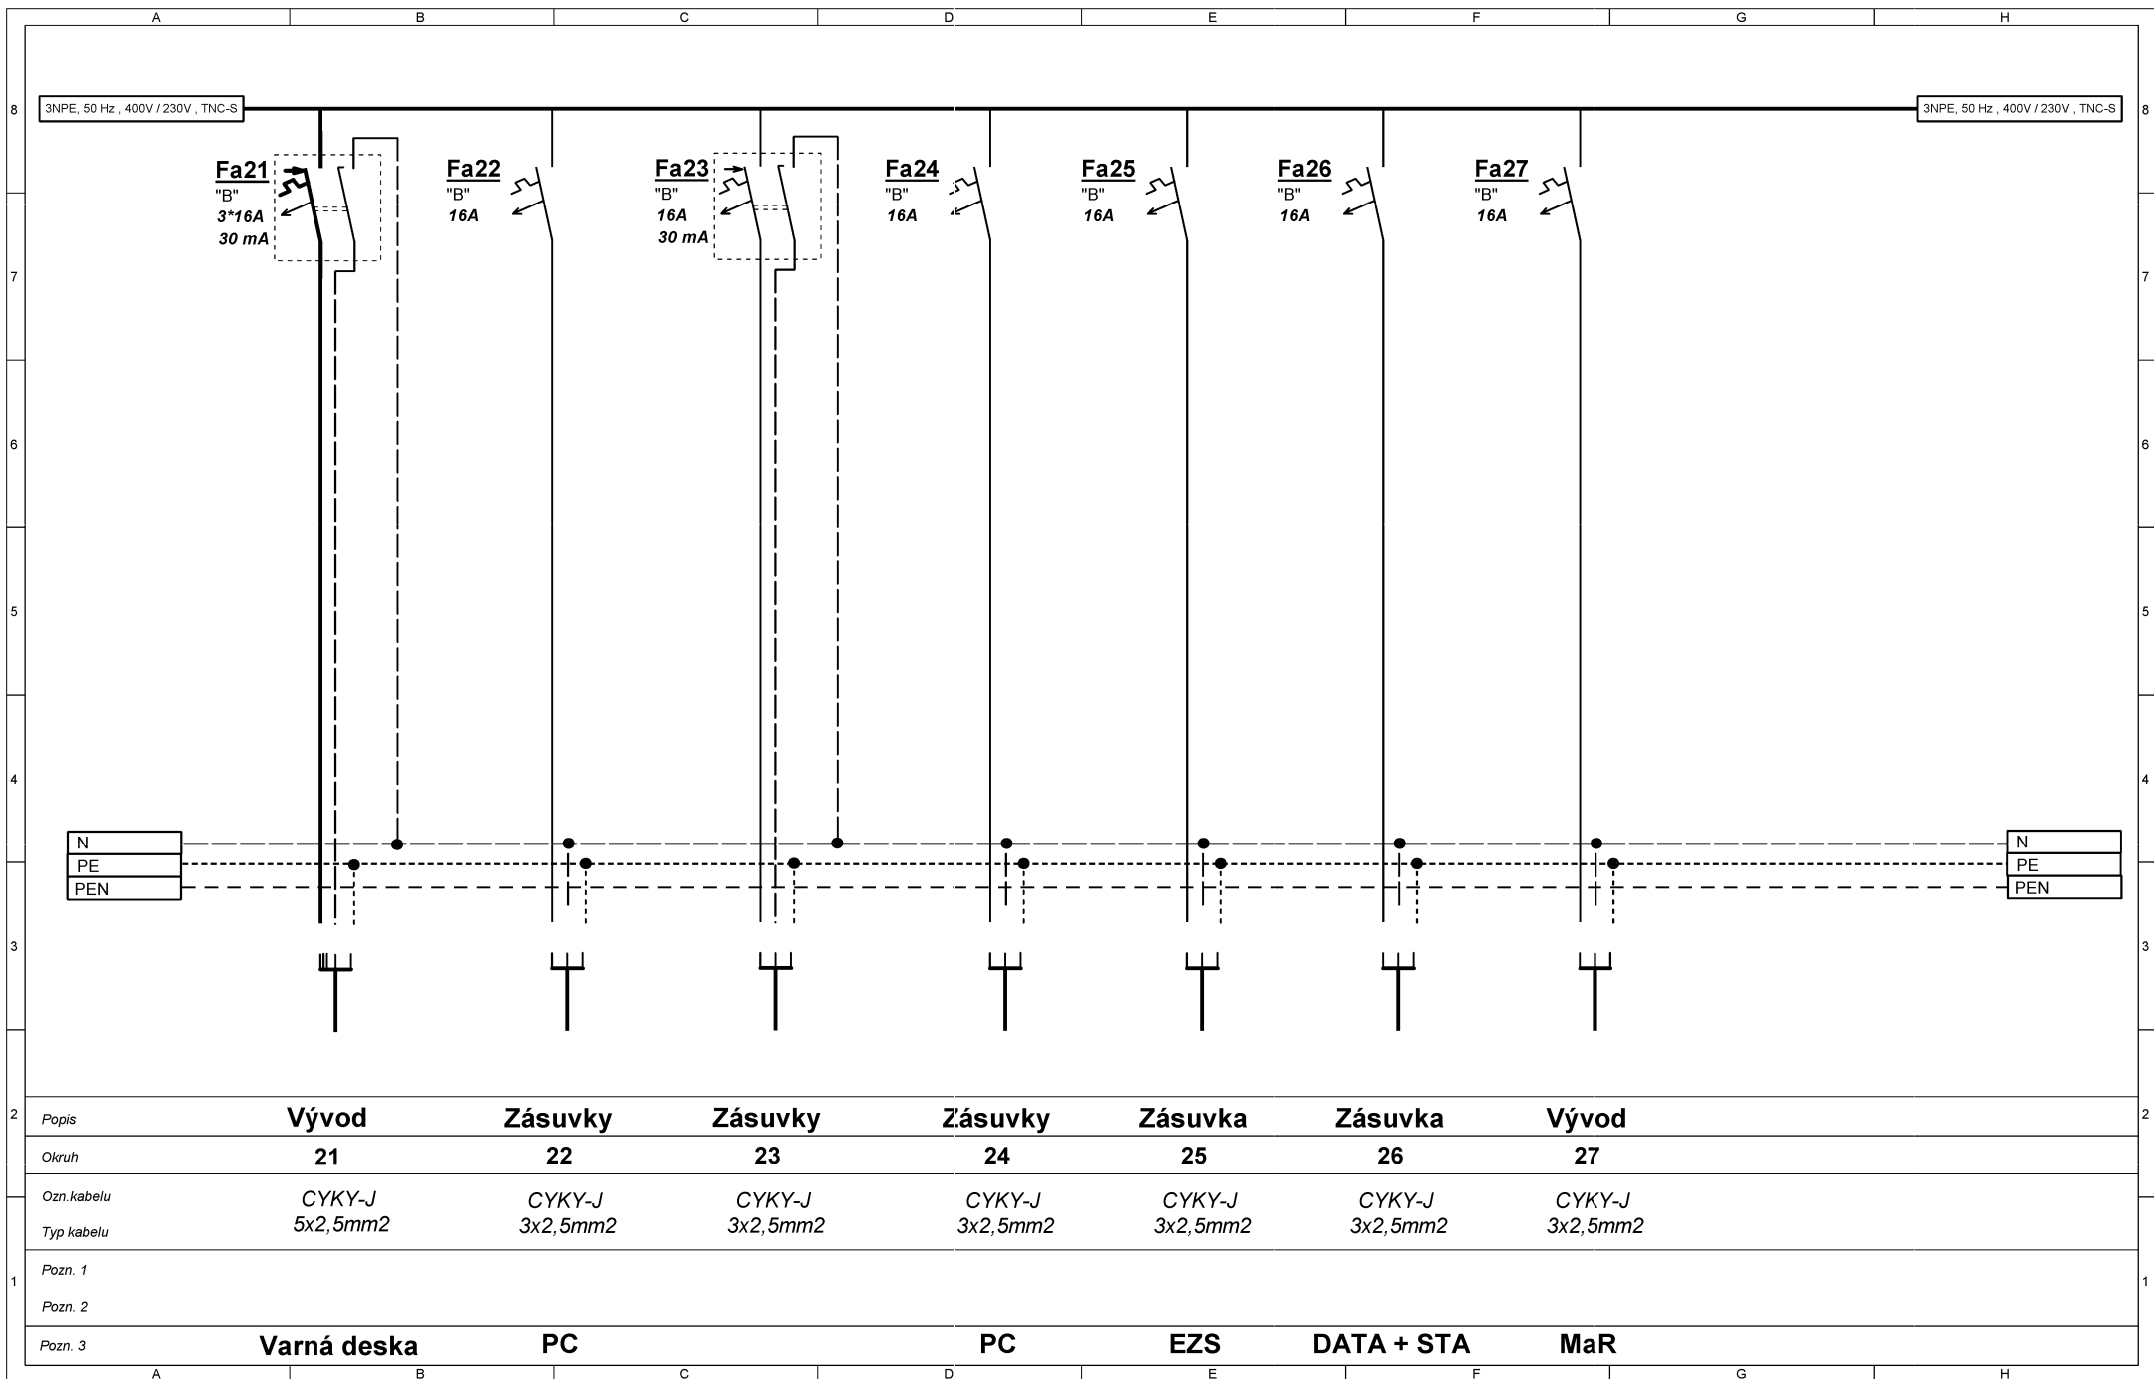 A B C D E F G H
8 3NPE, 50 Hz , 400V / 230V , TNC-S 3NPE, 50 Hz , 400V / 230V , TNC-S 8
Fa21 Fa22 Fa23 Fa24 Fa25 Fa26 Fa27
"B" "B" "B" "B" "B" "B" "B"
3*16A 16A 16A 16A 16A 16A 16A
30 mA 30 mA
7 7
6 6
5 5
4 4
N N
PE PE
PEN PEN
3 3
2 Popis Vývod Zásuvky Zásuvky Zásuvky Zásuvka Zásuvka Vývod 2
Okruh 21 22 23 24 25 26 27
Ozn.kabelu CYKY-J CYKY-J CYKY-J CYKY-J CYKY-J CYKY-J CYKY-J
Typ kabelu 5x2,5mm2 3x2,5mm2 3x2,5mm2 3x2,5mm2 3x2,5mm2 3x2,5mm2 3x2,5mm2
Pozn. 1
1 1
Pozn. 2
Pozn. 3 Varná deska PC PC EZS DATA + STA MaR
A B C D E F G H